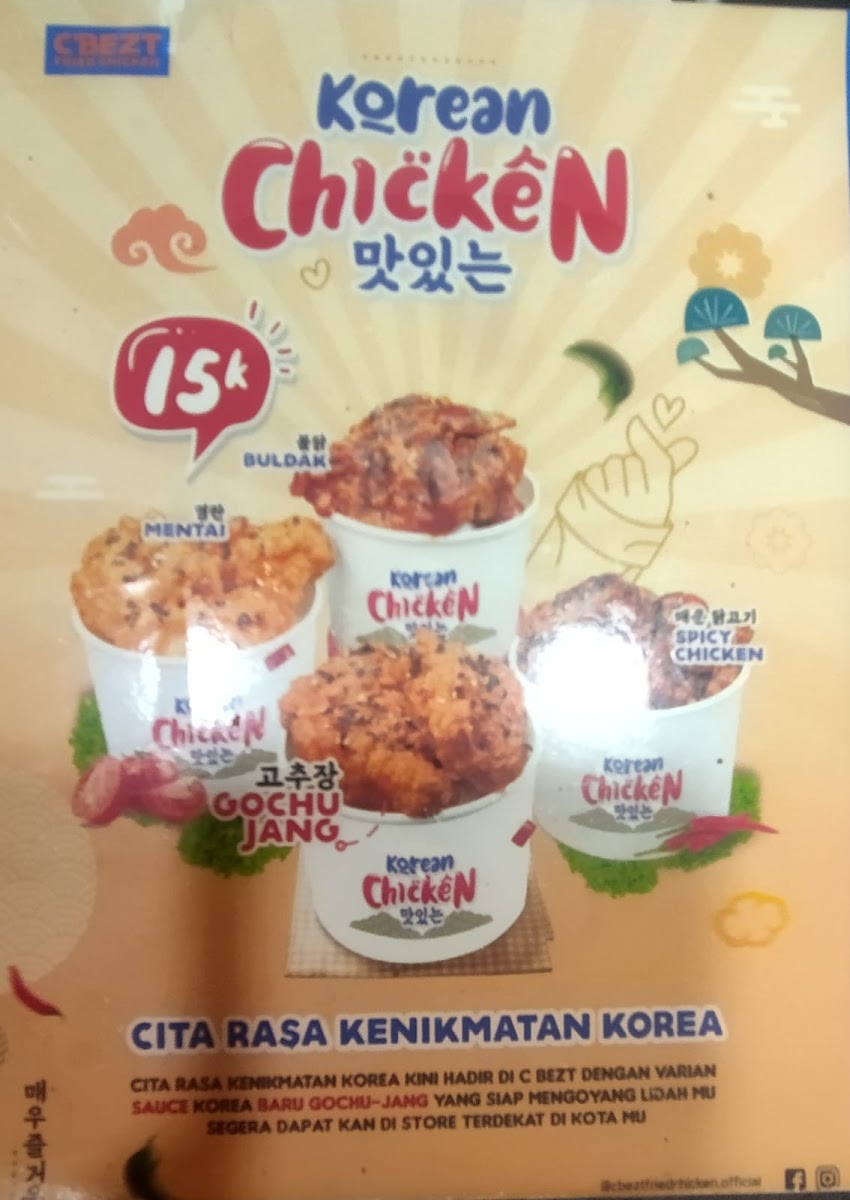 C'BEZT
FRIED CHICKEN
Korean
Chicken
맛있는
15k
불닭
BULDAK
명란
MENTAI
매운 닭고기
SPICY
CHICKEN
Korean
Chicken
맛있는
Korean
Chicken
맛있는
Korean
Chicken
맛있는
고추장
GOCHU
JANG
Korean
Chicken
맛있는
CITA RASA KENIKMATAN KOREA
CITA RASA KENIKMATAN KOREA KINI HADIR DI C BEZT DENGAN VARIAN
SAUCE KOREA BARU GOCHU-JANG YANG SIAP MENGOYANG LIDAH MU
SEGERA DAPAT KAN DI STORE TERDEKAT DI KOTA MU
매우즐거
@cbeztfriedchicken.official